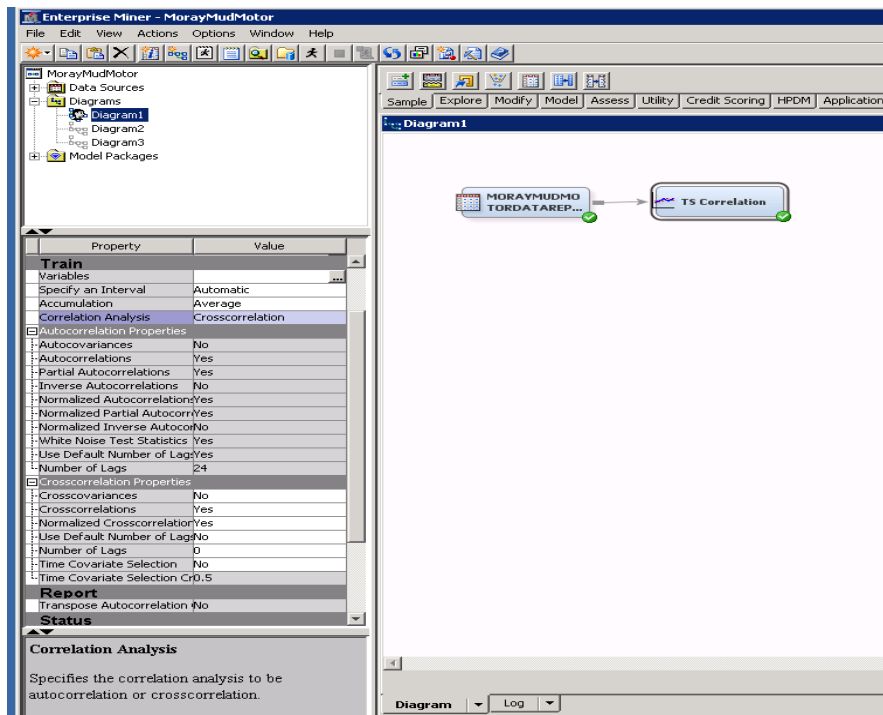 Enterprise Miner - MorayMudMotor
File Edit View Actions Options Window Help
MorayMudMotor
Data Sources
Diagrams
Diagram1
Diagram2
Diagram3
Model Packages
Property Value
Train
Variables ...
Specify an Interval Automatic
Accumulation Average
Correlation Analysis Crosscorrelation
Autocorrelation Properties
Autocovariances No
Autocorrelations Yes
Partial Autocorrelations Yes
Inverse Autocorrelations No
Normalized Autocorrelations Yes
Normalized Partial Autocorr Yes
Normalized Inverse Autocor No
White Noise Test Statistics Yes
Use Default Number of Lags Yes
Number of Lags 24
Crosscorrelation Properties
Crosscovariances No
Crosscorrelations Yes
Normalized Crosscorrelation Yes
Use Default Number of Lags No
Number of Lags 0
Time Covariate Selection No
Time Covariate Selection Cr 0.5
Report
Transpose Autocorrelation No
Status
Correlation Analysis
Specifies the correlation analysis to be
autocorrelation or crosscorrelation.
Sample Explore Modify Model Assess Utility Credit Scoring HPDM Application
Diagram1
MORAYMUDMO
TORDATAREP...
TS Correlation
Diagram Log